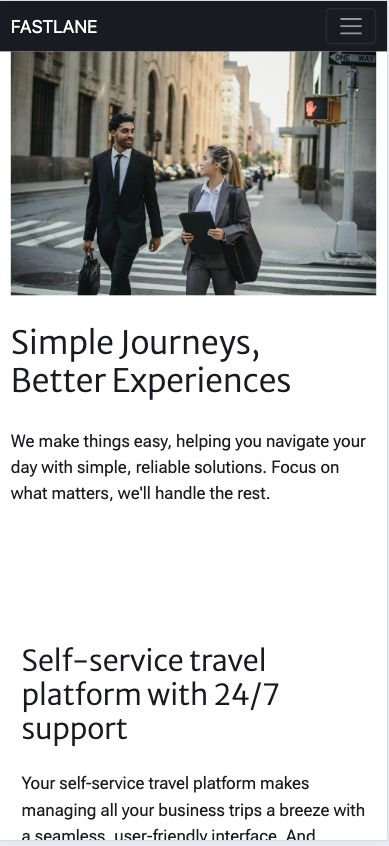 FASTLANE
ONE WAY
Simple Journeys,
Better Experiences
We make things easy, helping you navigate your
day with simple, reliable solutions. Focus on
what matters, we'll handle the rest.
Self-service travel
platform with 24/7
support
Your self-service travel platform makes
managing all your business trips a breeze with
a seamless, user-friendly interface. And